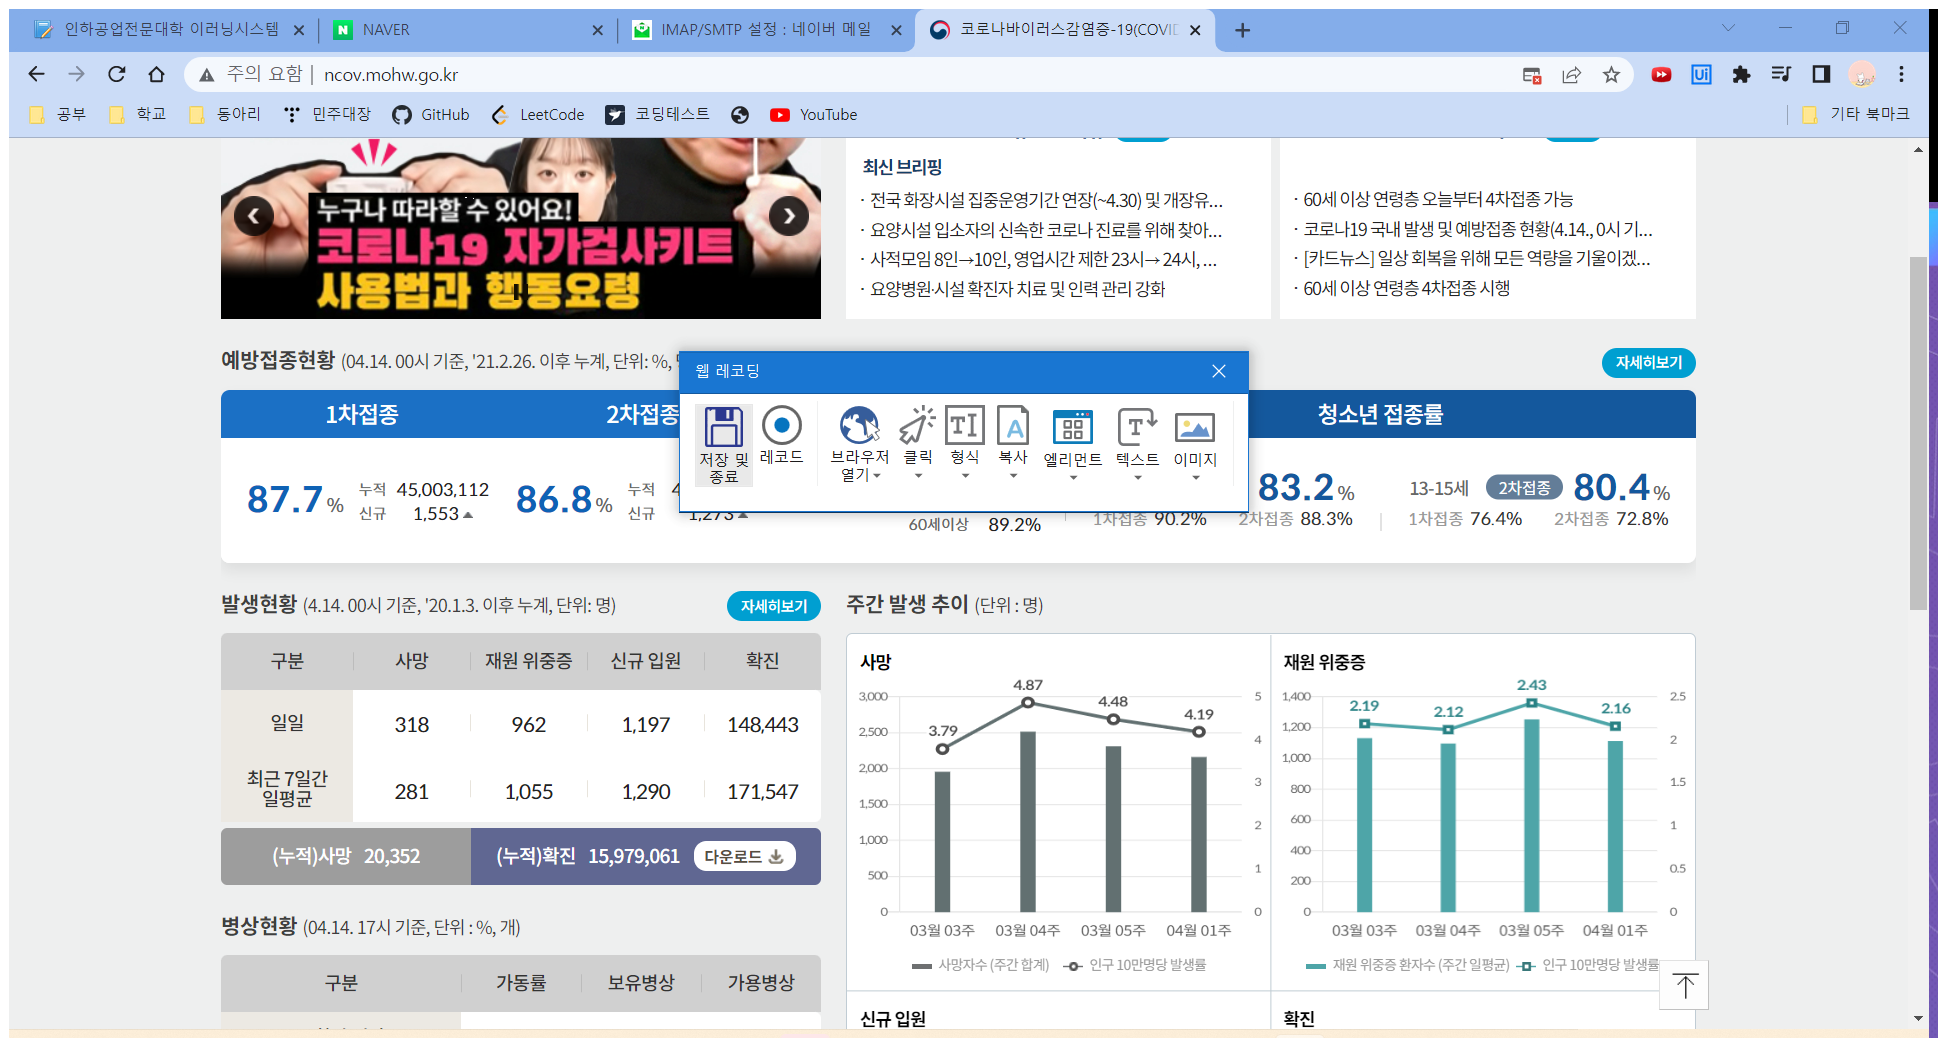 인하공업전문대학 이러닝시스템
NAVER
IMAP/SMTP 설정 : 네이버 메일
코로나바이러스감염증-19(COVID
주의 요함 | ncov.mohw.go.kr
공부
학교
동아리
민주대장
GitHub
LeetCode
코딩테스트
YouTube
기타 북마크
누구나 따라할 수 있어요!
코로나19 자가검사키트
사용법과 행동요령
최신 브리핑
· 전국 화장시설 집중운영기간 연장(~4.30) 및 개장유...
· 요양시설 입소자의 신속한 코로나 진료를 위해 찾아...
· 사적모임 8인→10인, 영업시간 제한 23시→ 24시, ...
· 요양병원·시설 확진자 치료 및 인력 관리 강화
· 60세 이상 연령층 오늘부터 4차접종 가능
· 코로나19 국내 발생 및 예방접종 현황(4.14., 0시 기...
· [카드뉴스] 일상 회복을 위해 모든 역량을 기울이겠...
· 60세 이상 연령층 4차접종 시행
예방접종현황 (04.14. 00시 기준, '21.2.26. 이후 누계, 단위: %,
자세히보기
웹 레코딩
저장 및 종료
레코드
브라우저 열기
클릭
형식
복사
엘리먼트
텍스트
이미지
1차접종
2차접종
청소년 접종률
87.7 %
누적 45,003,112
신규 1,553
86.8 %
누적 4
신규 1,273
60세이상 89.2%
83.2 %
1차접종 90.2%
2차접종 88.3%
13-15세 2차접종 80.4 %
1차접종 76.4%
2차접종 72.8%
발생현황 (4.14. 00시 기준, '20.1.3. 이후 누계, 단위: 명)
자세히보기
구분 사망 재원 위중증 신규 입원 확진
일일 318 962 1,197 148,443
최근 7일간 일평균 281 1,055 1,290 171,547
(누적)사망 20,352
(누적)확진 15,979,061 다운로드
병상현황 (04.14. 17시 기준, 단위 : %, 개)
구분 가동률 보유병상 가용병상
주간 발생 추이 (단위 : 명)
사망
3,000
2,500
2,000
1,500
1,000
500
0
3.79
4.87
4.48
4.19
5
4
3
2
1
0
03월 03주 03월 04주 03월 05주 04월 01주
사망자수 (주간 합계) 인구 10만명당 발생률
재원 위중증
1,400
1,200
1,000
800
600
400
200
0
2.19
2.12
2.43
2.16
2.5
2
1.5
1
0.5
0
03월 03주 03월 04주 03월 05주 04월 01주
재원 위중증 환자수 (주간 일평균) 인구 10만명당 발생률
신규 입원
확진